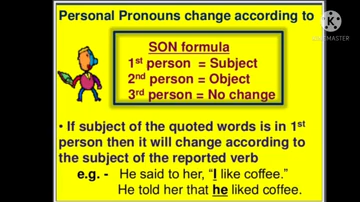 Personal Pronouns change according to
SON formula
1st person = Subject
2nd person = Object
3rd person = No change
• If subject of the quoted words is in 1st
person then it will change according to
the subject of the reported verb
e.g. - He said to her, “I like coffee.”
He told her that he liked coffee.